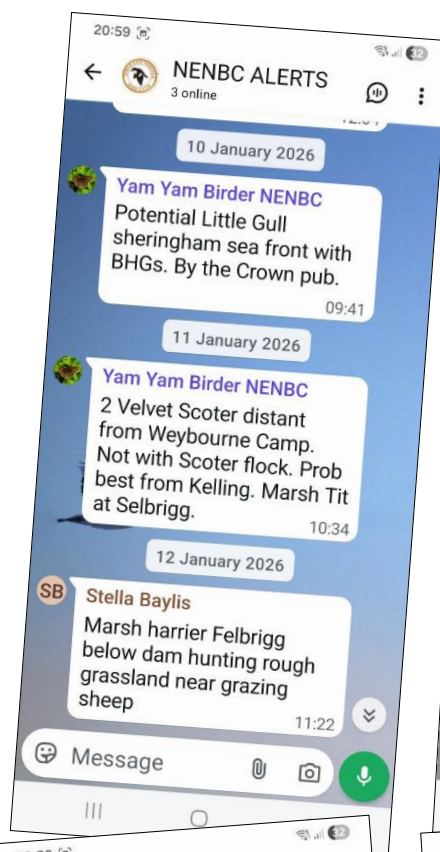 20:59
32
NENBC ALERTS
3 online
10 January 2026
Yam Yam Birder NENBC
Potential Little Gull
sheringham sea front with
BHGs. By the Crown pub.
09:41
11 January 2026
Yam Yam Birder NENBC
2 Velvet Scoter distant
from Weybourne Camp.
Not with Scoter flock. Prob
best from Kelling. Marsh Tit
at Selbrigg.
10:34
12 January 2026
SB
Stella Baylis
Marsh harrier Felbrigg
below dam hunting rough
grassland near grazing
sheep
11:22
Message
32